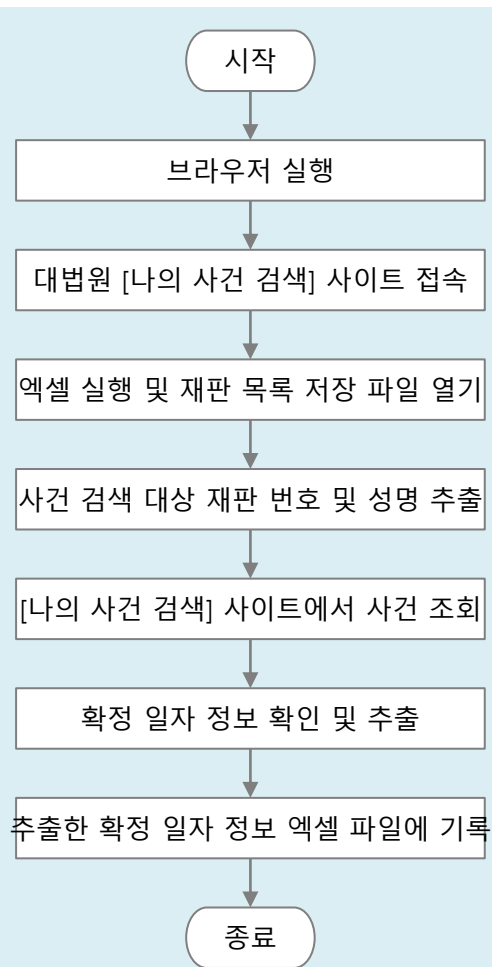 시작
브라우저 실행
대법원 [나의 사건 검색] 사이트 접속
엑셀 실행 및 재판 목록 저장 파일 열기
사건 검색 대상 재판 번호 및 성명 추출
[나의 사건 검색] 사이트에서 사건 조회
확정 일자 정보 확인 및 추출
추출한 확정 일자 정보 엑셀 파일에 기록
종료